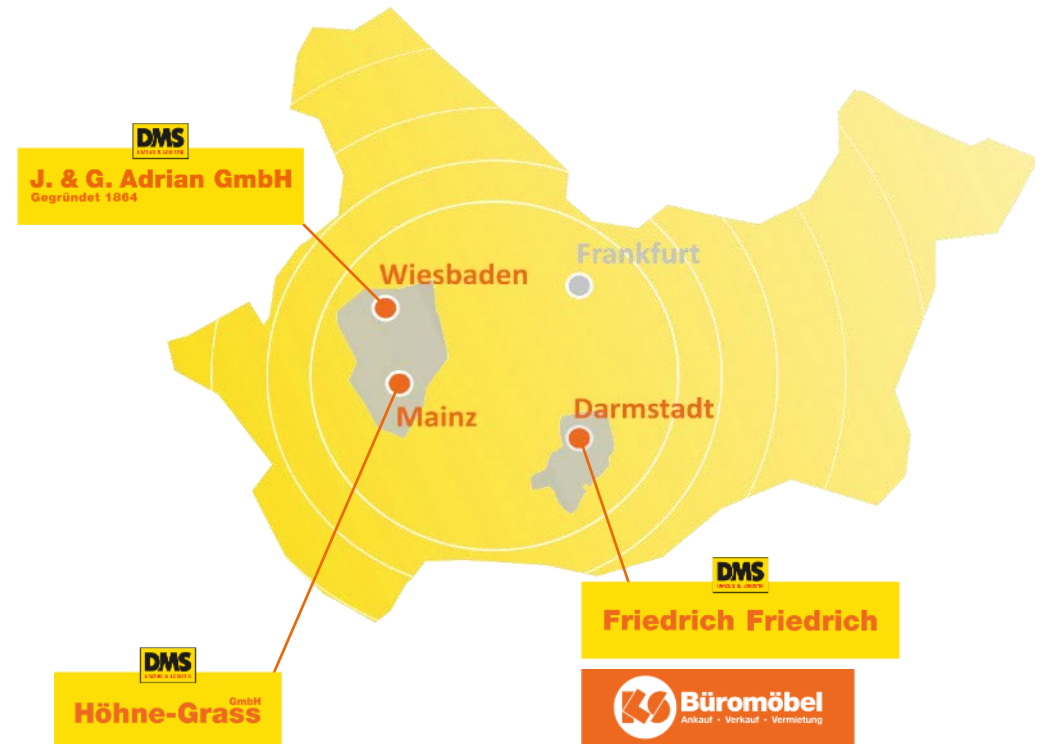 DMS
J. & G. Adrian GmbH
Gegründet 1864
Frankfurt
Wiesbaden
Mainz
Darmstadt
DMS
Friedrich Friedrich
DMS
GmbH
Höhne-Grass
KS Büromöbel
Ankauf • Verkauf • Vermietung